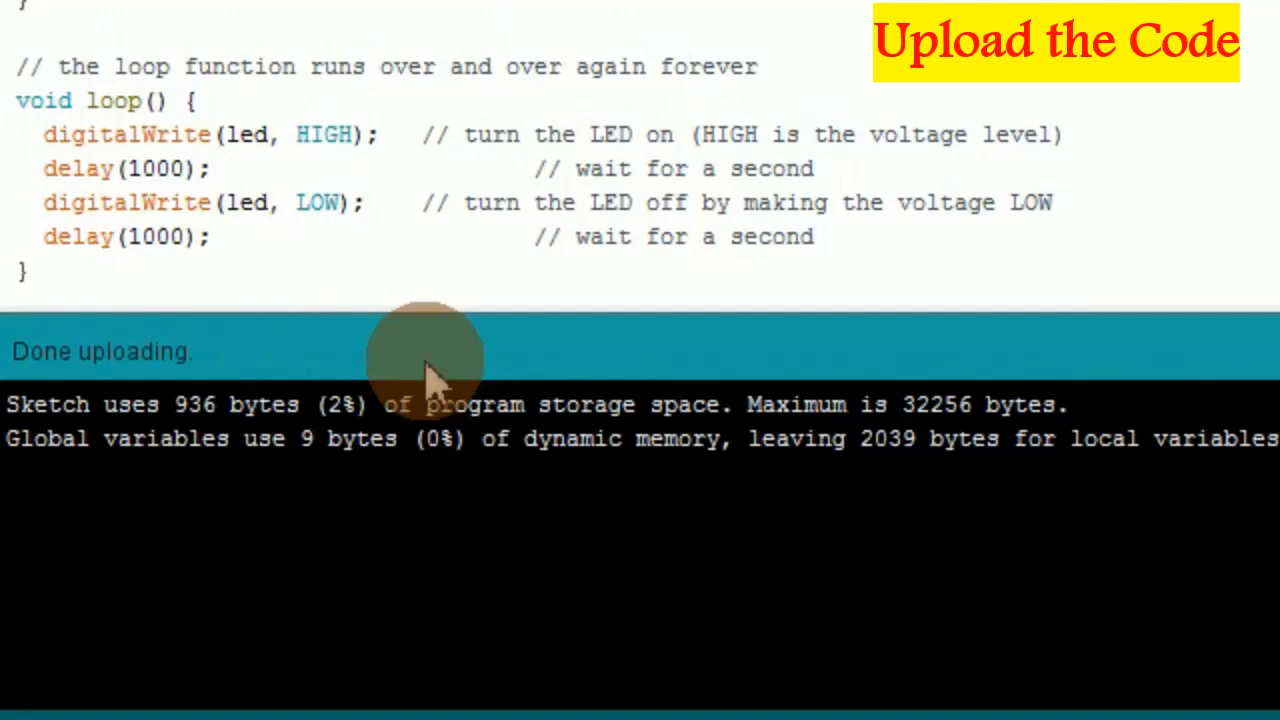 }
Upload the Code
// the loop function runs over and over again forever
void loop() {
digitalWrite(led, HIGH); // turn the LED on (HIGH is the voltage level)
delay(1000); // wait for a second
digitalWrite(led, LOW); // turn the LED off by making the voltage LOW
delay(1000); // wait for a second
}
Done uploading.
Sketch uses 936 bytes (2%) of program storage space. Maximum is 32256 bytes.
Global variables use 9 bytes (0%) of dynamic memory, leaving 2039 bytes for local variables